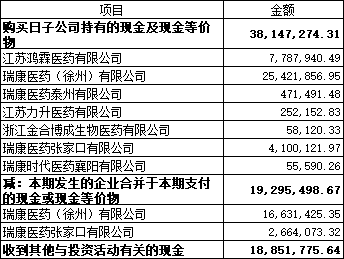 项目 金额
购买日子公司持有的现金及现金等
价物 38,147,274.31
江苏鸿霖医药有限公司 7,787,940.49
瑞康医药（徐州）有限公司 25,421,856.95
瑞康医药泰州有限公司 471,491.48
江苏力升医药有限公司 252,152.83
浙江金合博成生物医药有限公司 58,120.33
瑞康医药张家口有限公司 4,100,121.97
瑞康时代医药襄阳有限公司 55,590.26
减：本期发生的企业合并于本期支付
的现金或现金等价物 19,295,498.67
瑞康医药（徐州）有限公司 16,631,425.35
瑞康医药张家口有限公司 2,664,073.32
收到其他与投资活动有关的现金 18,851,775.64